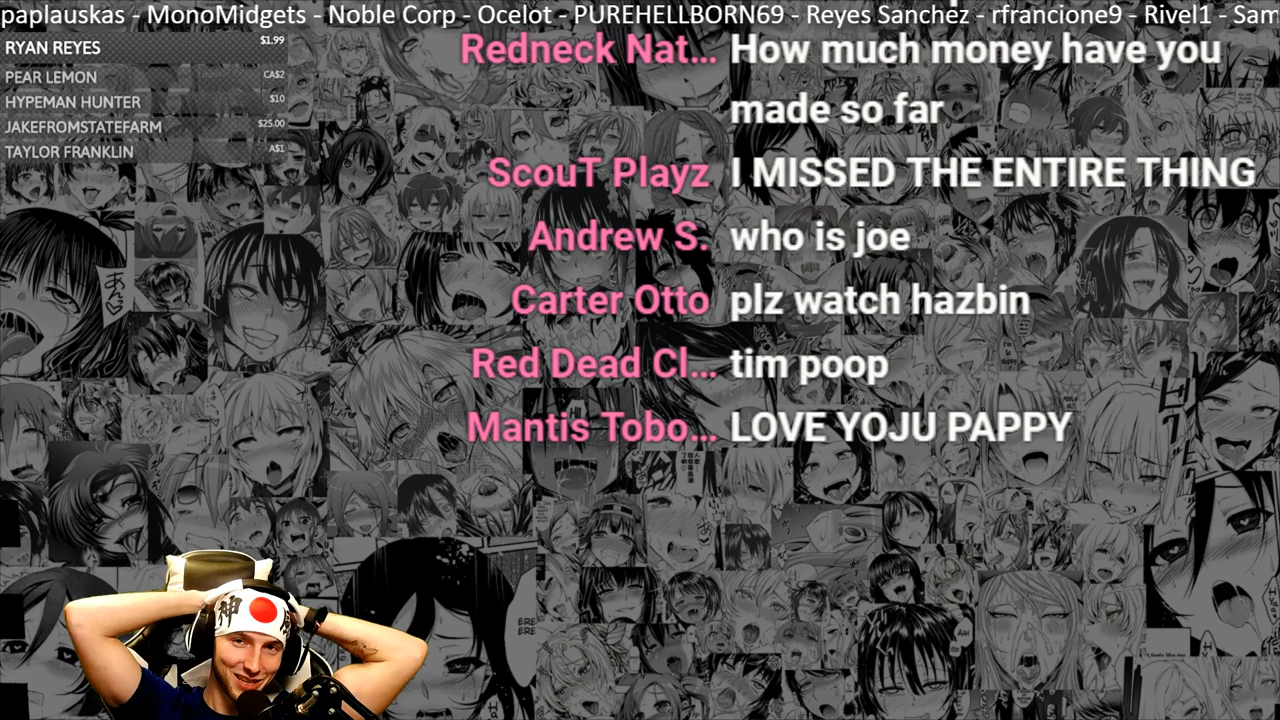 paplauskas - MonoMidgets - Noble Corp - Ocelot - PUREHELLBORN69 - Reyes Sanchez - rfrancione9 - Rivel1 - Sam
RYAN REYES $1.99
PEAR LEMON CA$2
HYPEMAN HUNTER $10
JAKEFROMSTATEFARM $25.00
TAYLOR FRANKLIN A$1
Redneck Nat... How much money have you
made so far
ScouT Playz I MISSED THE ENTIRE THING
Andrew S. who is joe
Carter Otto plz watch hazbin
Red Dead Cl... tim poop
Mantis Tobo... LOVE YOJU PAPPY
神
ERE
ERE